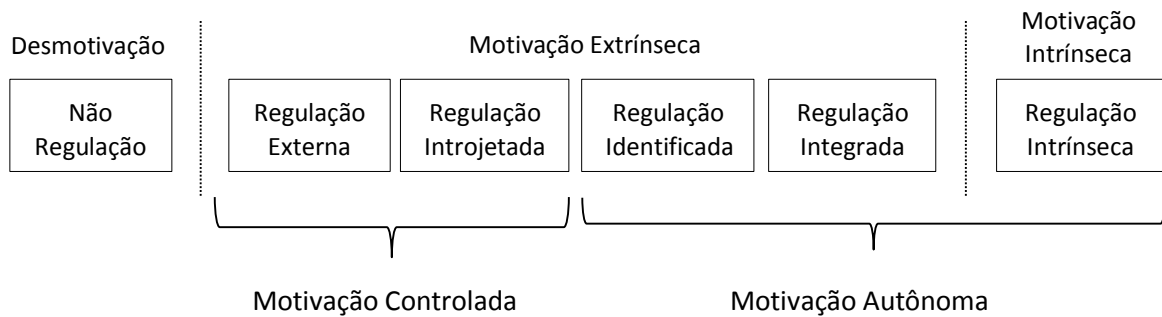 Desmotivação
Motivação Extrínseca
Motivação
Intrínseca
Não
Regulação
Regulação
Externa
Regulação
Introjetada
Regulação
Identificada
Regulação
Integrada
Regulação
Intrínseca
Motivação Controlada
Motivação Autônoma